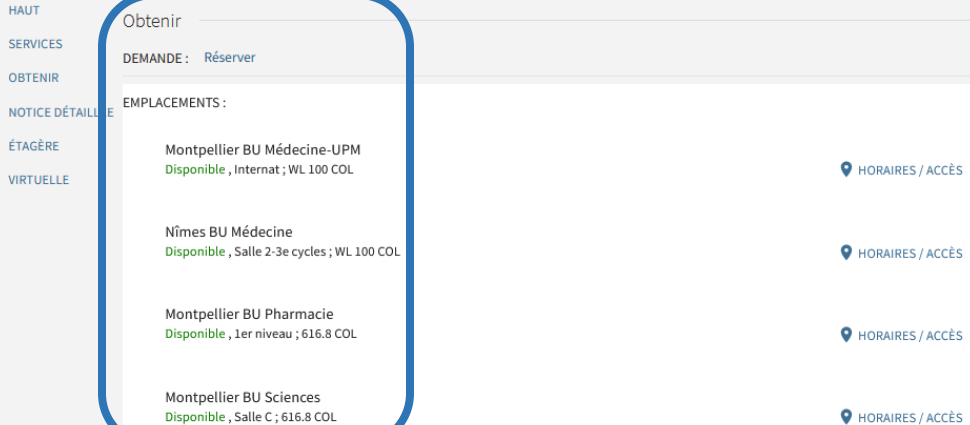 HAUT
SERVICES
OBTENIR
NOTICE DÉTAILLÉE
ÉTAGÈRE
VIRTUELLE
Obtenir
DEMANDE : Réserver
EMPLACEMENTS :
Montpellier BU Médecine-UPM
Disponible , Internat ; WL 100 COL
HORAIRES / ACCÈS
Nîmes BU Médecine
Disponible , Salle 2-3e cycles ; WL 100 COL
HORAIRES / ACCÈS
Montpellier BU Pharmacie
Disponible , 1er niveau ; 616.8 COL
HORAIRES / ACCÈS
Montpellier BU Sciences
Disponible , Salle C ; 616.8 COL
HORAIRES / ACCÈS